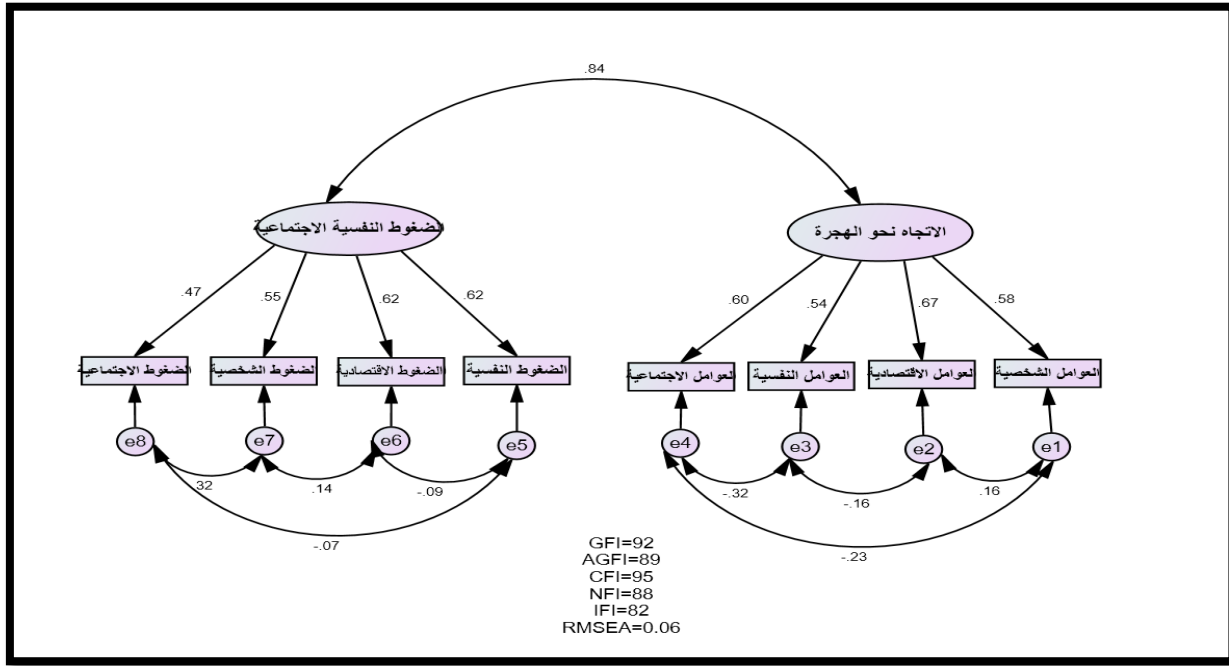 .84
الضغوط النفسية الاجتماعية
الاتجاه نحو الهجرة
.47
.55
.62
.62
.60
.54
.67
.58
الضغوط الاجتماعية
الضغوط الشخصية
الضغوط الاقتصادية
الضغوط النفسية
العوامل الاجتماعية
العوامل النفسية
العوامل الاقتصادية
العوامل الشخصية
e8
e7
e6
e5
e4
e3
e2
e1
32
.14
-.09
-.32
-.16
.16
-.07
-.23
GFI=92
AGFI=89
CFI=95
NFI=88
IFI=82
RMSEA=0.06